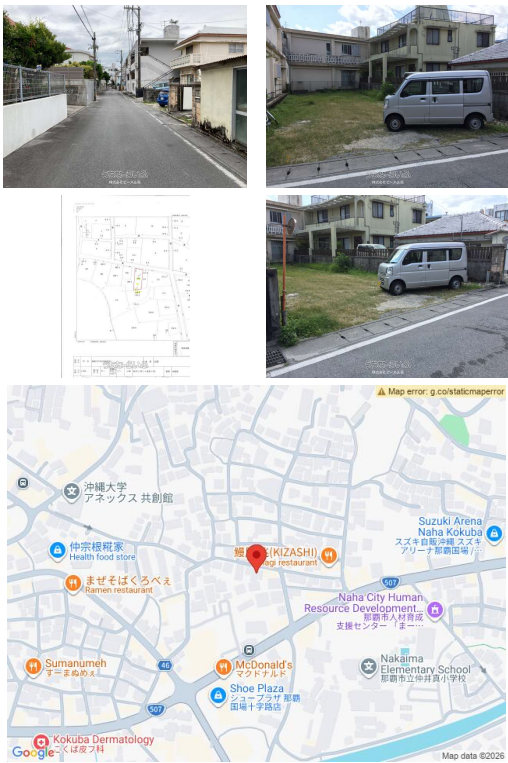 Map error: g.co/staticmaperror
沖縄大学
アネックス 共創館
Suzuki Arena
Naha Kokuba
スズキ自販沖縄 スズキ
アリーナ那覇国場 /…
仲宗根糀家
Health food store
(KIZASHI)
restaurant
まぜそばくろべぇ
Ramen restaurant
507
Naha City Human
Resource Development...
那覇市人材育成
支援センター 「まー…
Sumanumeh
すーまぬめぇ
46
McDonald's
マクドナルド
Nakaima
Elementary School
那覇市立仲井真小学校
Shoe Plaza
シュープラザ 那覇
国場十字路店
507
Kokuba Dermatology
こくば皮フ科
Google
Map data ©2026